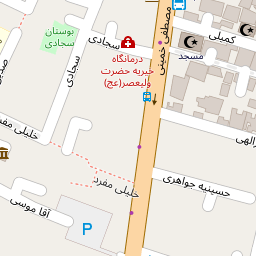 مصطفی خمینی
کمیلی
بوستان
سجادی
سجادی
مسجد
سجادی
درمانگاه
خیریه حضرت
ولیعصر(عج)
خلیلی مفرد
حسینیه جواهری
خلیلی مفرد
آقا موسی
P